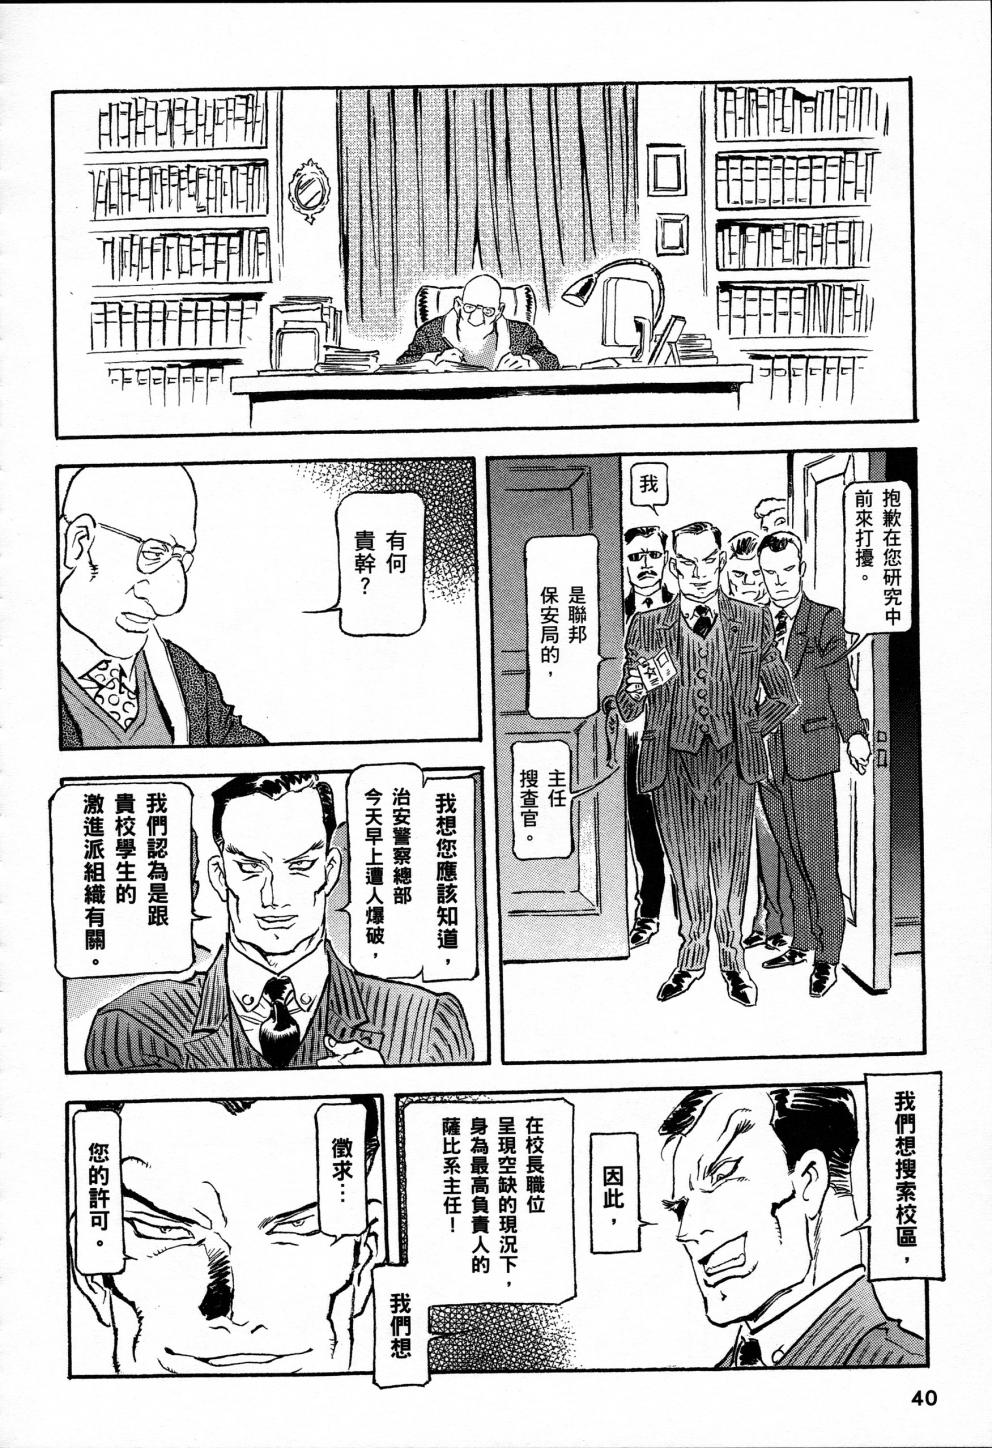 抱歉在您研究中
前來打擾。
我
是聯邦
保安局的，
主任
搜查官。
有何
貴幹？
我想您應該知道，
治安警察總部
今天早上遭人爆破，
我們認為是跟
貴校學生的
激進派組織有關。
我們想搜索校區，
因此，
在校長職位
呈現空缺的現況下，
身為最高負責人的
薩比系主任！
我們想
徵求…
您的許可。
40